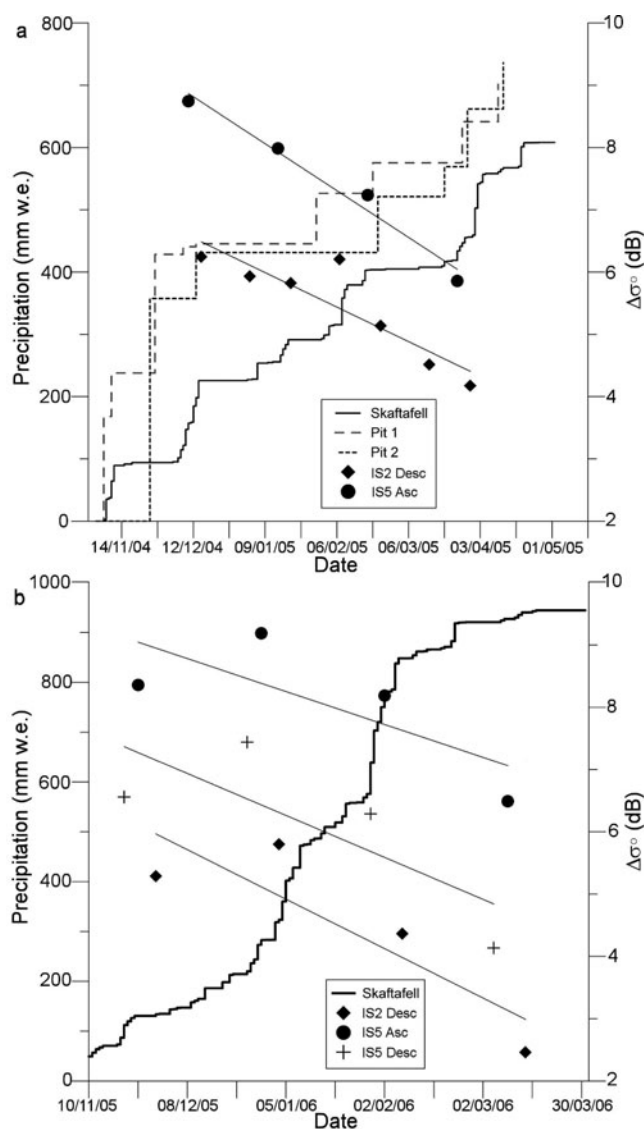 a
800
600
400
200
0
Precipitation (mm w.e.)
10
8
6
4
2
Δσ° (dB)
Skaftafell
Pit 1
Pit 2
IS2 Desc
IS5 Asc
14/11/04 12/12/04 09/01/05 06/02/05 06/03/05 03/04/05 01/05/05
Date
b
1000
800
600
400
200
0
Precipitation (mm w.e.)
10
8
6
4
2
Δσ° (dB)
Skaftafell
IS2 Desc
IS5 Asc
IS5 Desc
10/11/05 08/12/05 05/01/06 02/02/06 02/03/06 30/03/06
Date